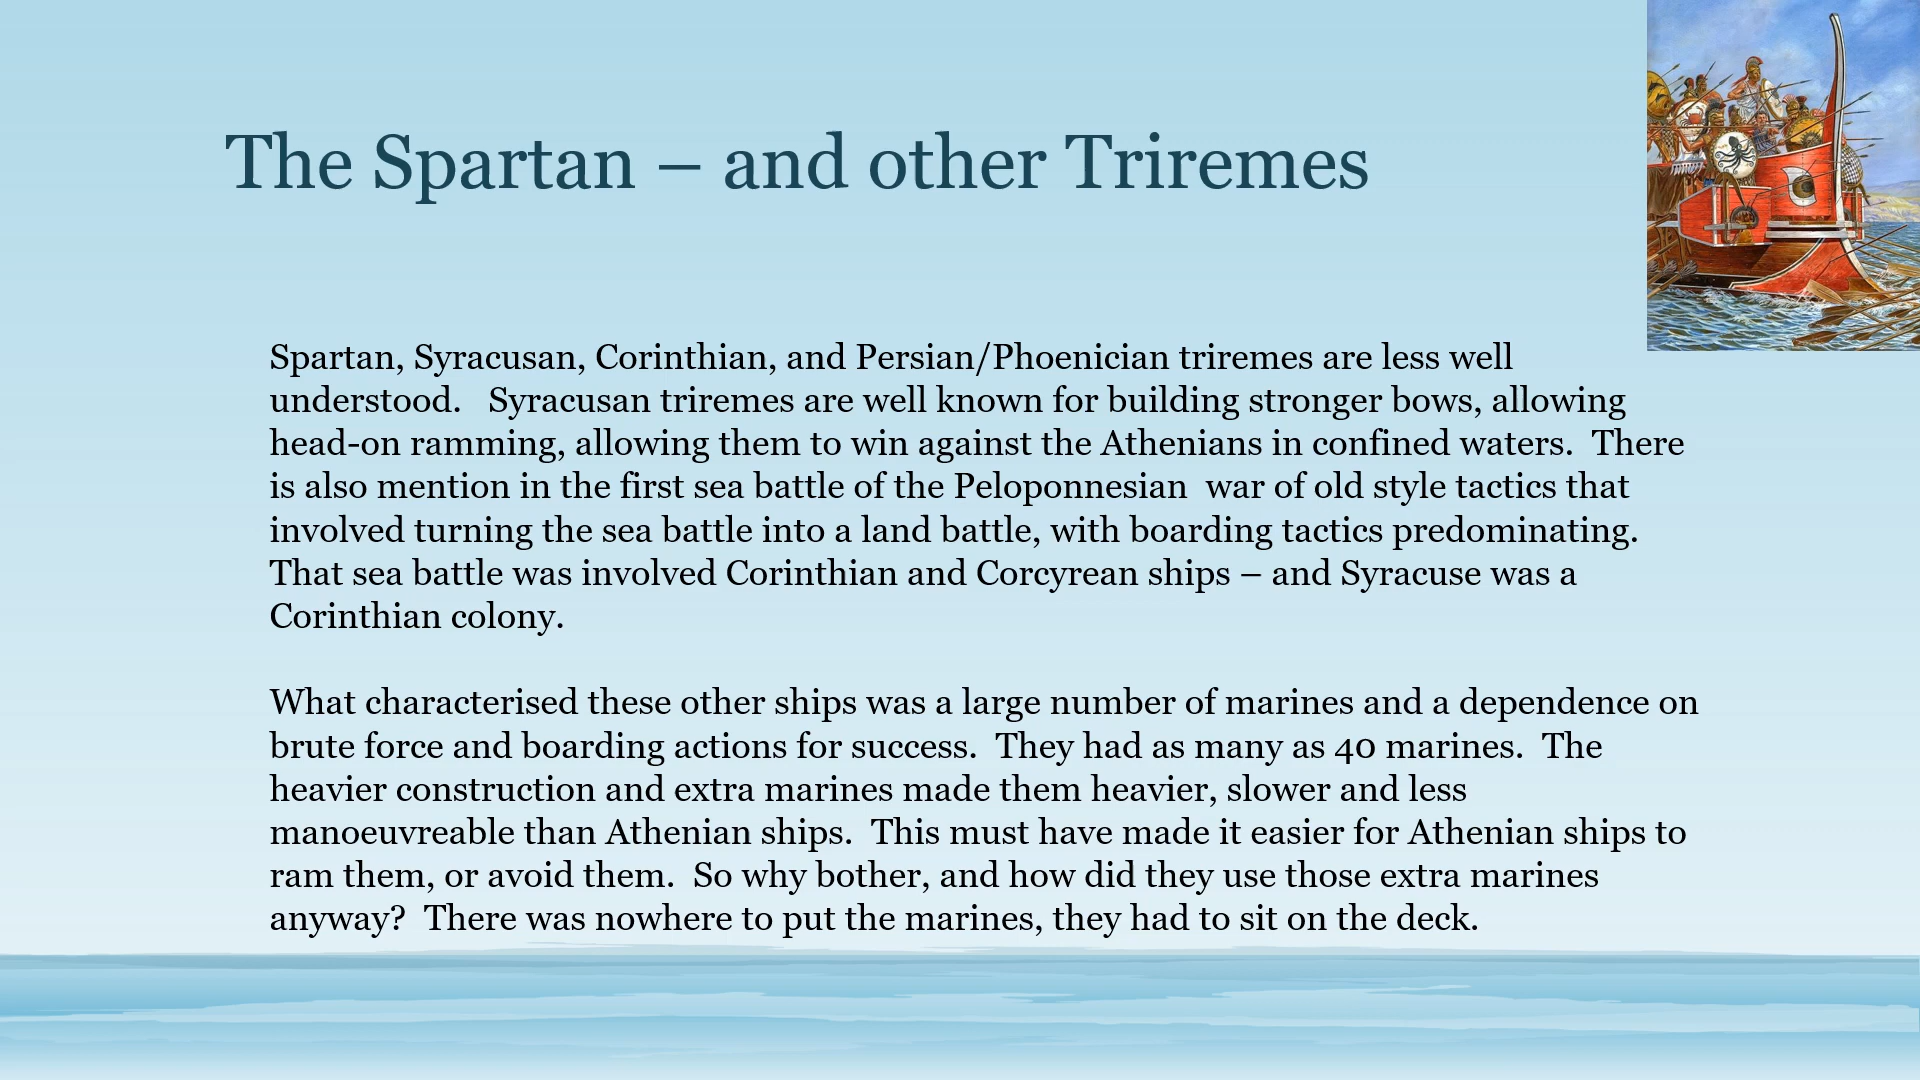 The Spartan – and other Triremes
Spartan, Syracusan, Corinthian, and Persian/Phoenician triremes are less well
understood.   Syracusan triremes are well known for building stronger bows, allowing
head-on ramming, allowing them to win against the Athenians in confined waters.  There
is also mention in the first sea battle of the Peloponnesian  war of old style tactics that
involved turning the sea battle into a land battle, with boarding tactics predominating.
That sea battle was involved Corinthian and Corcyrean ships – and Syracuse was a
Corinthian colony.
What characterised these other ships was a large number of marines and a dependence on
brute force and boarding actions for success.  They had as many as 40 marines.  The
heavier construction and extra marines made them heavier, slower and less
manoeuvreable than Athenian ships.  This must have made it easier for Athenian ships to
ram them, or avoid them.  So why bother, and how did they use those extra marines
anyway?  There was nowhere to put the marines, they had to sit on the deck.